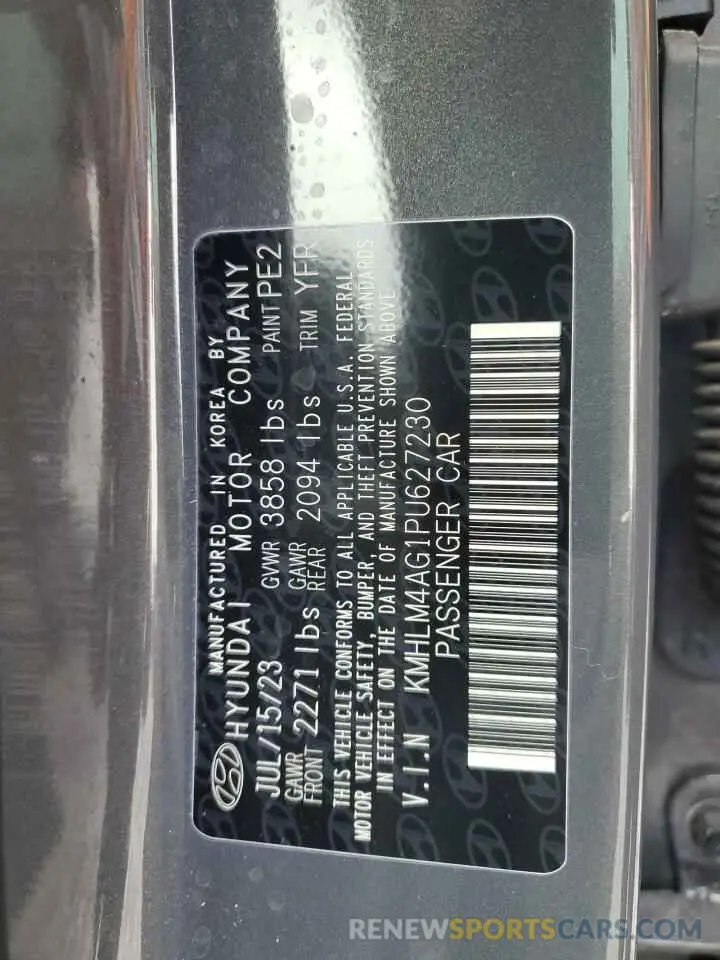 MANUFACTURED IN KOREA BY
HYUNDAI MOTOR COMPANY
JUL/15/23 GVWR 3858 lbs PAINT PE2
GAWR FRONT 2271 lbs GAWR REAR 2094 lbs TRIM YFR
THIS VEHICLE CONFORMS TO ALL APPLICABLE U.S.A. FEDERAL
MOTOR VEHICLE SAFETY, BUMPER, AND THEFT PREVENTION STANDARDS
IN EFFECT ON THE DATE OF MANUFACTURE SHOWN ABOVE
V.I.N KMHLM4AG1PU627230
PASSENGER CAR
RENEWSPORTSCARS.COM